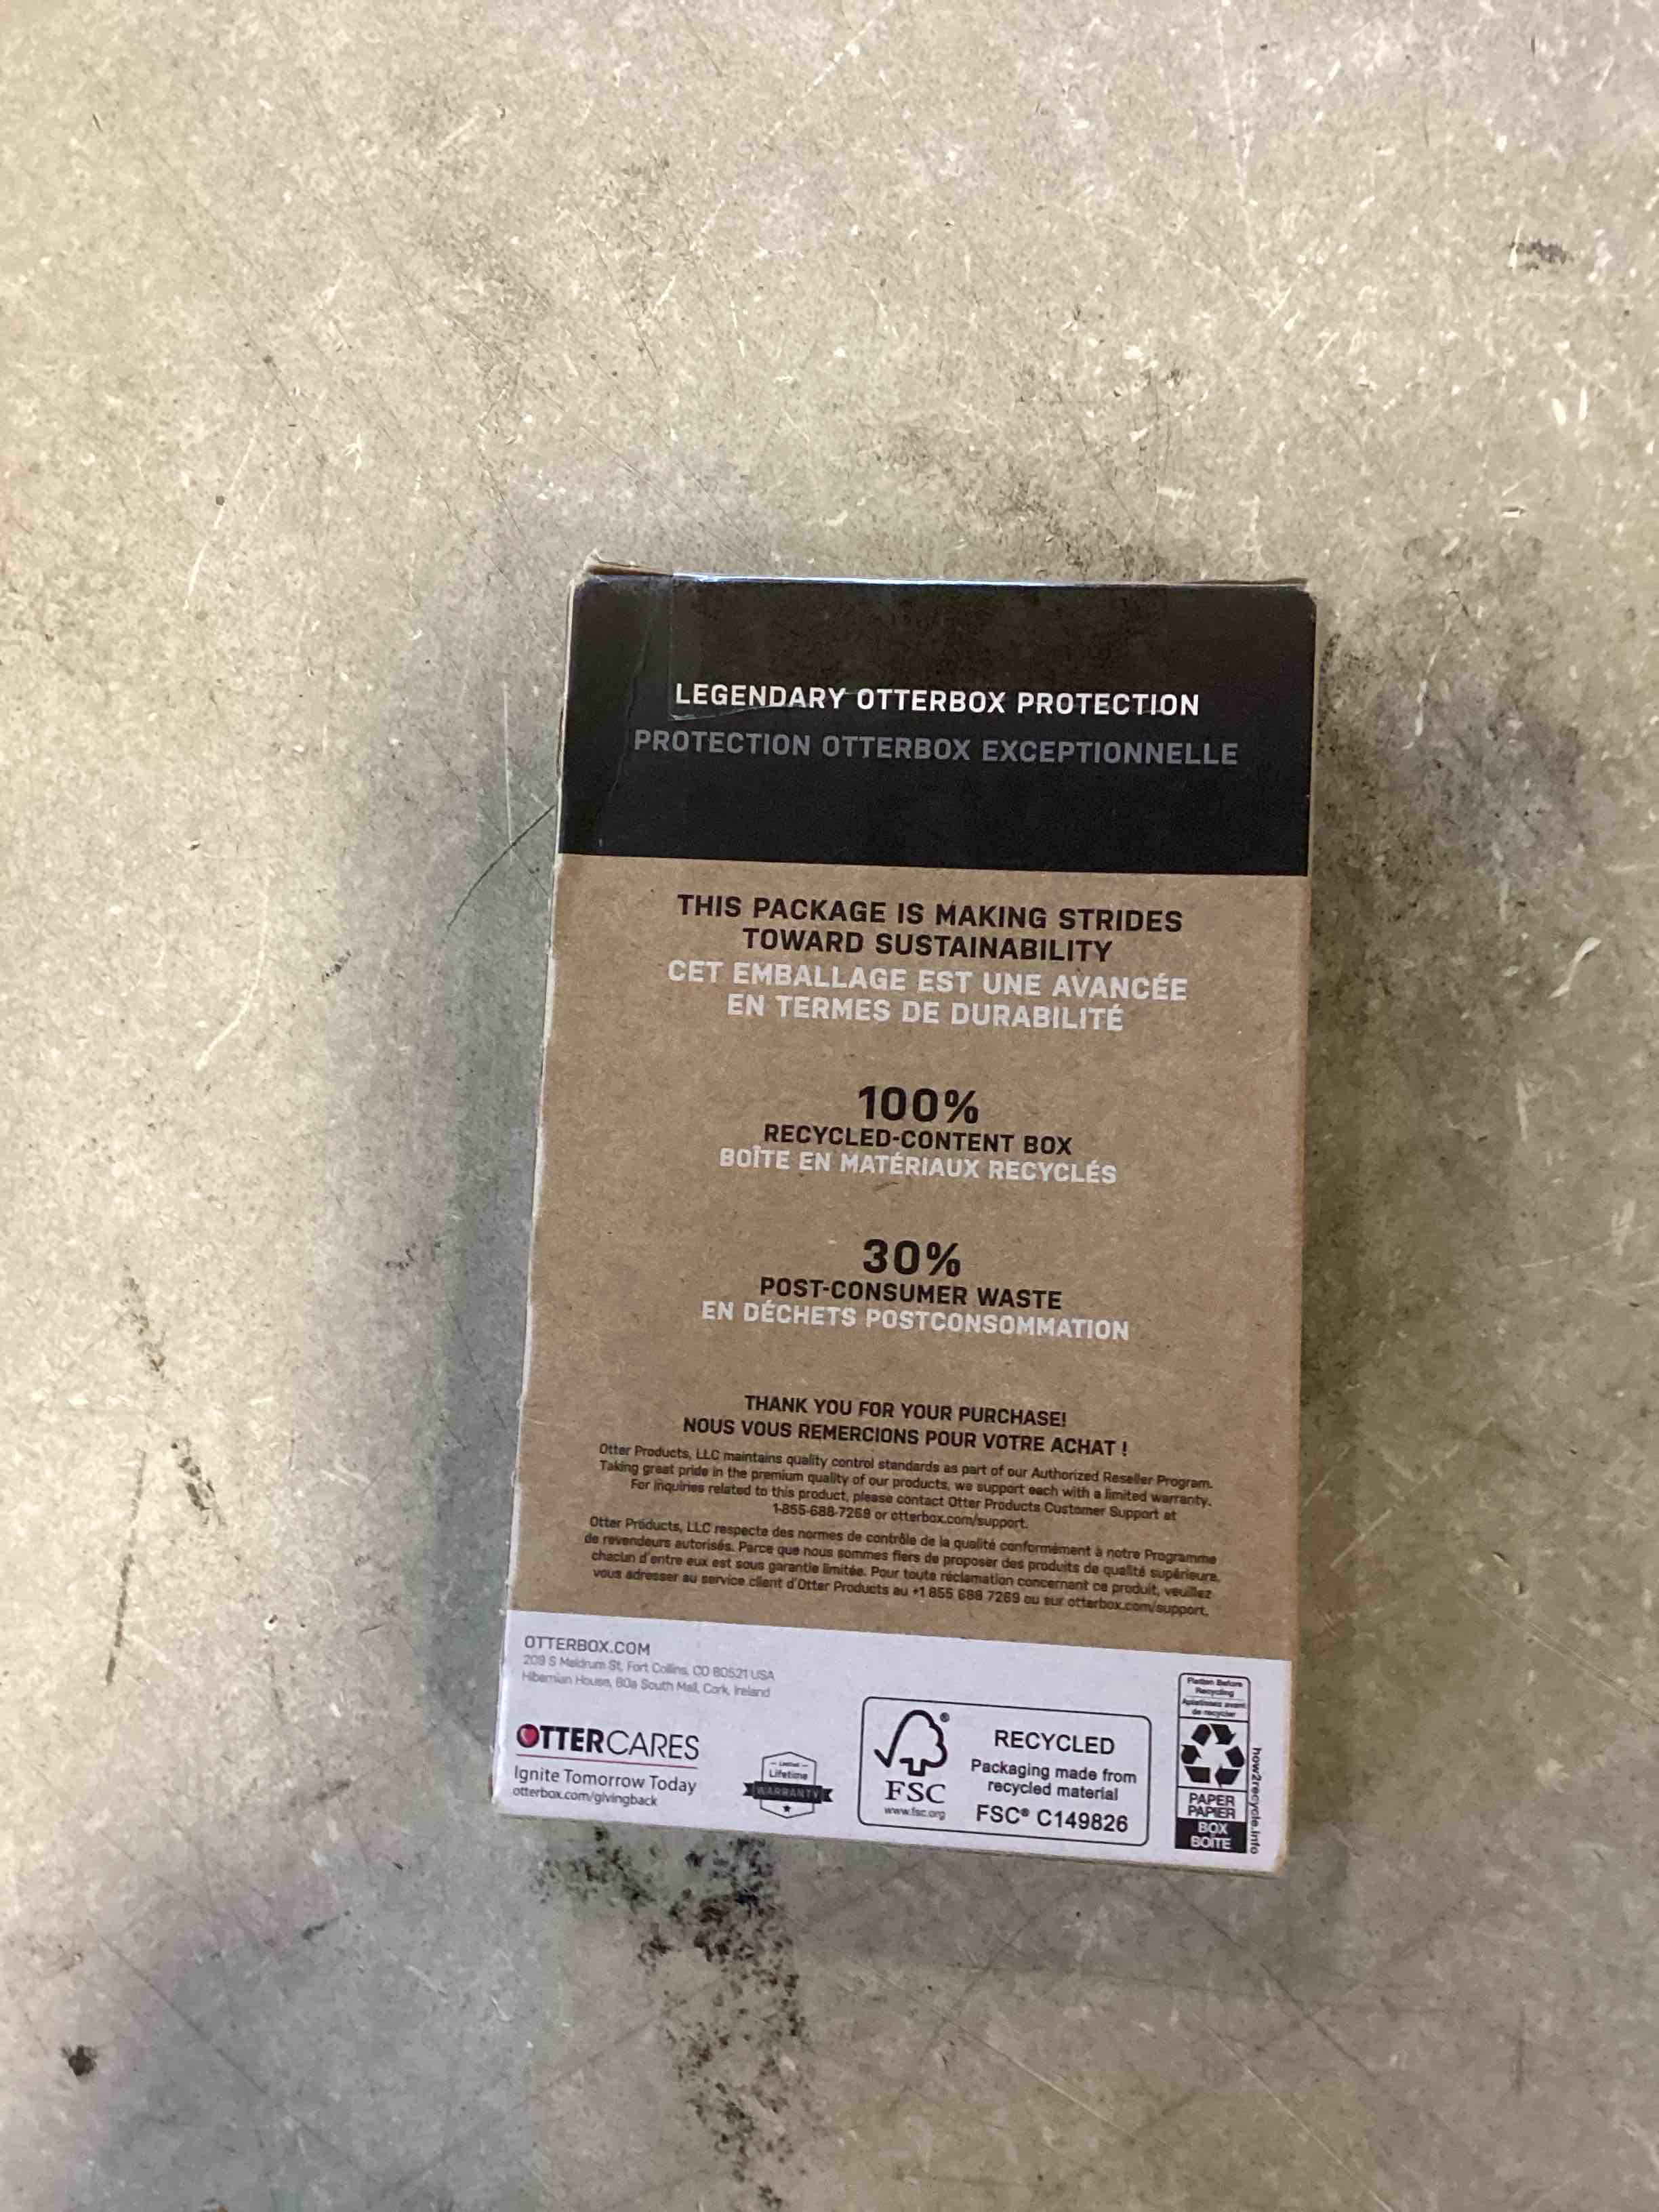 LEGENDARY OTTERBOX PROTECTION
PROTECTION OTTERBOX EXCEPTIONNELLE
THIS PACKAGE IS MAKING STRIDES
TOWARD SUSTAINABILITY
CET EMBALLAGE EST UNE AVANCÉE
EN TERMES DE DURABILITÉ
100%
RECYCLED-CONTENT BOX
BOÎTE EN MATÉRIAUX RECYCLÉS
30%
POST-CONSUMER WASTE
EN DÉCHETS POSTCONSOMMATION
THANK YOU FOR YOUR PURCHASE!
NOUS VOUS REMERCIONS POUR VOTRE ACHAT !
Otter Products, LLC maintains quality control standards as part of our Authorized Reseller Program.
Taking great pride in the premium quality of our products, we support each with a limited warranty.
For inquiries related to this product, please contact Otter Products Customer Support at
1-855-688-7269 or otterbox.com/support.
Otter Products, LLC respecte des normes de contrôle de la qualité conformément à notre Programme
de revendeurs autorisés. Parce que nous sommes fiers de proposer des produits de qualité supérieure,
chacun d'entre eux est sous garantie limitée. Pour toute réclamation concernant ce produit, veuillez
vous adresser au service client d'Otter Products au +1 855 688 7269 ou sur otterbox.com/support.
OTTERBOX.COM
209 S Meldrum St, Fort Collins, CO 80521 USA
Hibernian House, 80a South Mall, Cork, Ireland
OTTERCARES
Ignite Tomorrow Today
otterbox.com/givingback
Limited
Lifetime
WARRANTY
FSC
www.fsc.org
RECYCLED
Packaging made from
recycled material
FSC® C149826
Flatten Before
Recycling
Aplatissez avant
de recycler
PAPER
PAPIER
BOX
BOÎTE
how2recycle.info